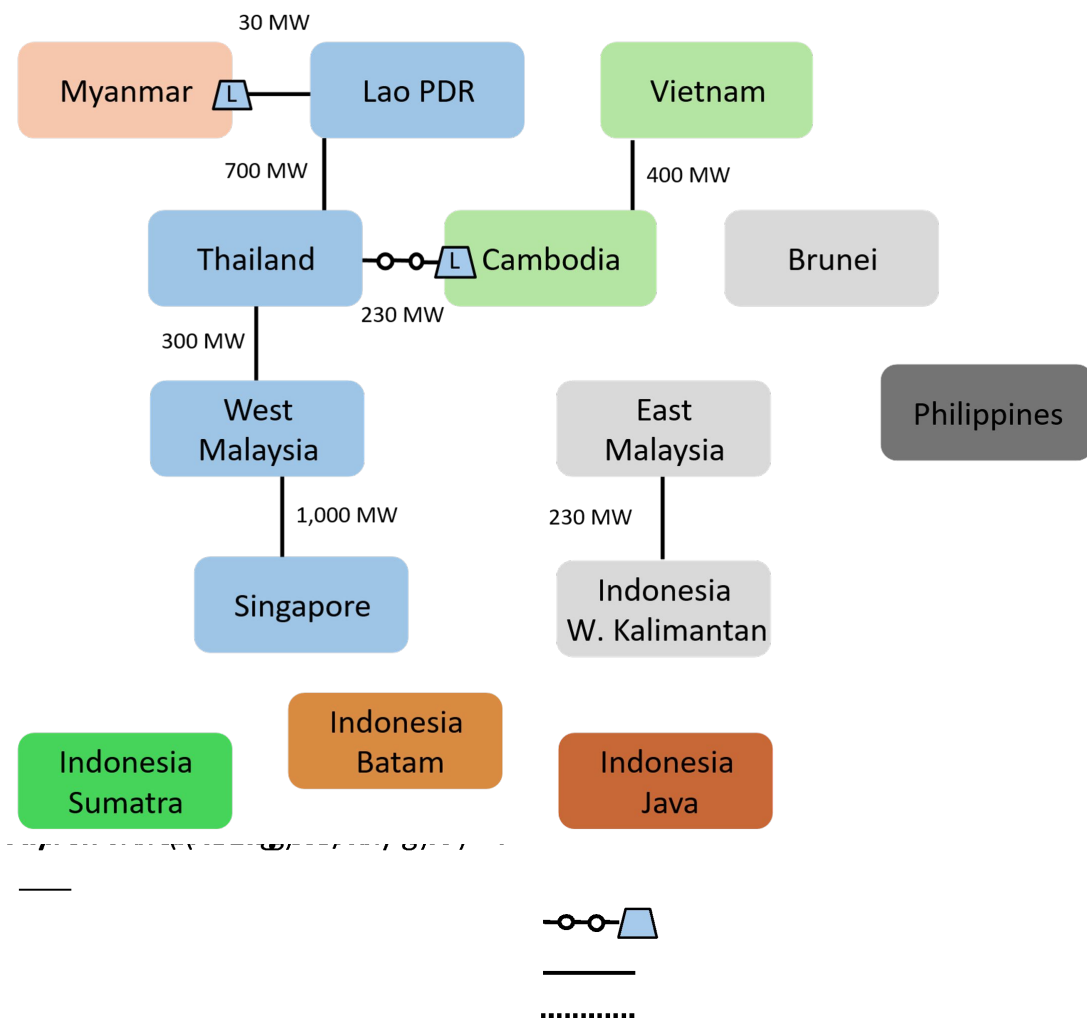 30 MW
Myanmar
L
Lao PDR
Vietnam
700 MW
400 MW
Thailand
L
Cambodia
Brunei
230 MW
300 MW
West
Malaysia
East
Malaysia
Philippines
1,000 MW
230 MW
Singapore
Indonesia
W. Kalimantan
Indonesia
Batam
Indonesia
Sumatra
Indonesia
Java